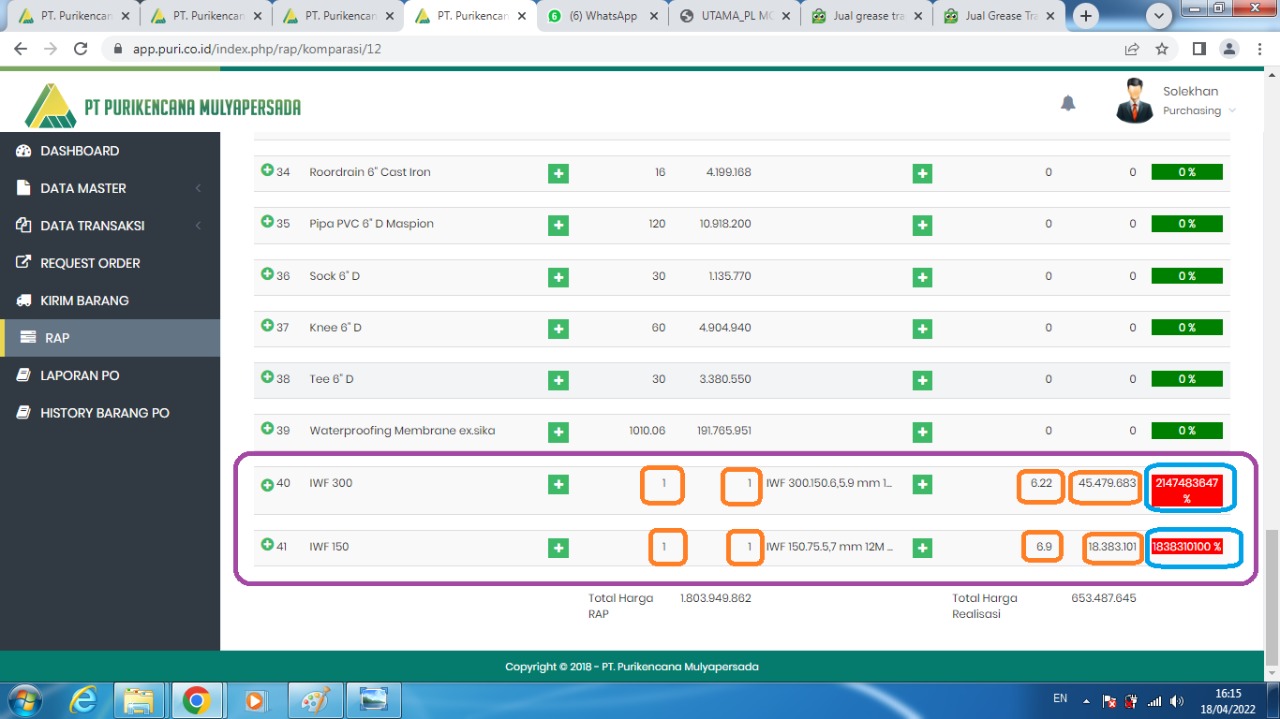 PT. Purikencan
PT. Purikencan
PT. Purikencan
PT. Purikencan
(6) WhatsApp
UTAMA_PL MO
Jual grease tra
Jual Grease Tra
app.puri.co.id/index.php/rap/komparasi/12
PT PURIKENCANA MULYAPERSADA
Solekhan
Purchasing
DASHBOARD
DATA MASTER
DATA TRANSAKSI
REQUEST ORDER
KIRIM BARANG
RAP
LAPORAN PO
HISTORY BARANG PO
34 Roordrain 6" Cast Iron 16 4.199.168 0 0 0 %
35 Pipa PVC 6" D Maspion 120 10.918.200 0 0 0 %
36 Sock 6" D 30 1.135.770 0 0 0 %
37 Knee 6" D 60 4.904.940 0 0 0 %
38 Tee 6" D 30 3.380.550 0 0 0 %
39 Waterproofing Membrane ex.sika 1010.06 191.765.951 0 0 0 %
40 IWF 300 1 1 IWF 300.150.6,5.9 mm 1... 6.22 45.479.683 2147483647
%
41 IWF 150 1 1 IWF 150.75.5,7 mm 12M ... 6.9 18.383.101 1838310100 %
Total Harga 1.803.949.862 Total Harga 653.487.645
RAP Realisasi
Copyright © 2018 - PT. Purikencana Mulyapersada
EN
16:15
18/04/2022